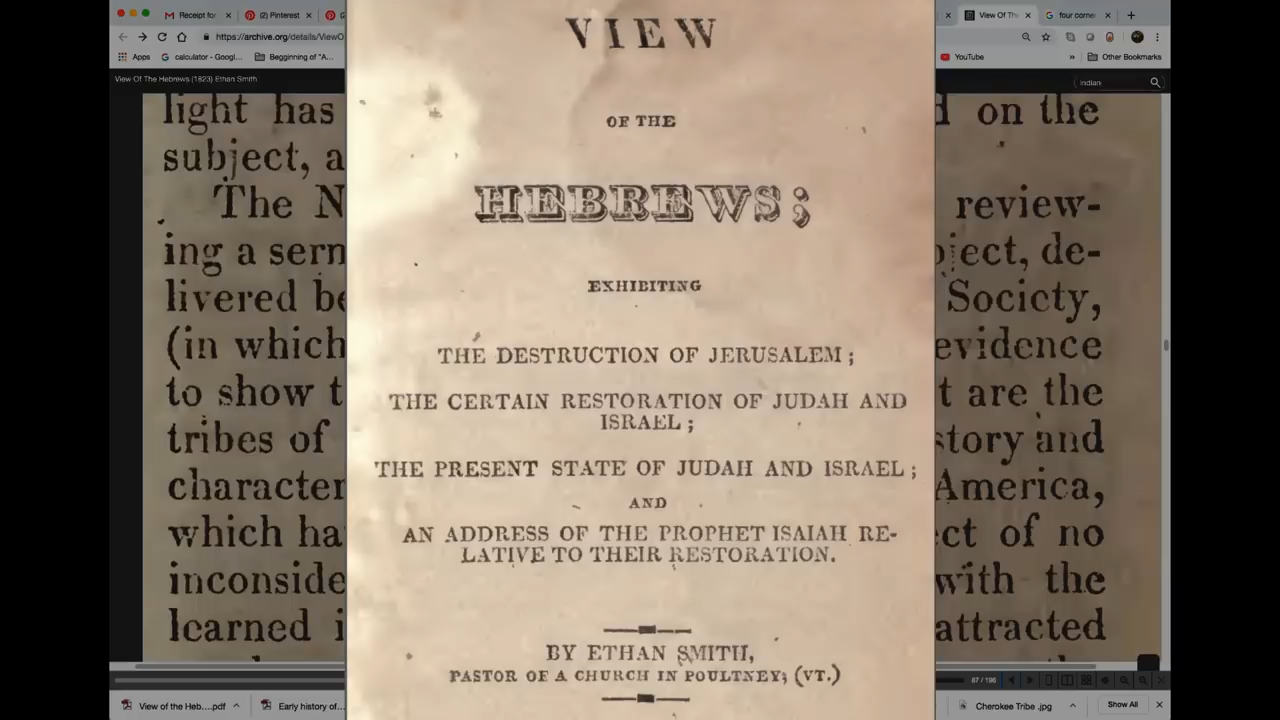 Receipt for
(2) Pinterest
View Of Th
four corne
https://archive.org/details/ViewO
Apps
calculator - Googl...
Beggining of "A...
YouTube
»
Other Bookmarks
View Of The Hebrews (1823) Ethan Smith
indian
VIEW
OF THE
HEBREWS;
EXHIBITING
THE DESTRUCTION OF JERUSALEM;
THE CERTAIN RESTORATION OF JUDAH AND
ISRAEL;
THE PRESENT STATE OF JUDAH AND ISRAEL;
AND
AN ADDRESS OF THE PROPHET ISAIAH RE-
LATIVE TO THEIR RESTORATION.
BY ETHAN SMITH,
PASTOR OF A CHURCH IN POULTNEY; (VT.)
light has
subject, a
The N
ing a serm
livered be
(in which
to show t
tribes of
character
which ha
inconside
learned i
d on the
review-
ject, de-
Society,
evidence
t are the
story and
America,
ct of no
with the
attracted
87 / 196
View of the Heb....pdf
Early history of...
Cherokee Tribe .jpg
Show All